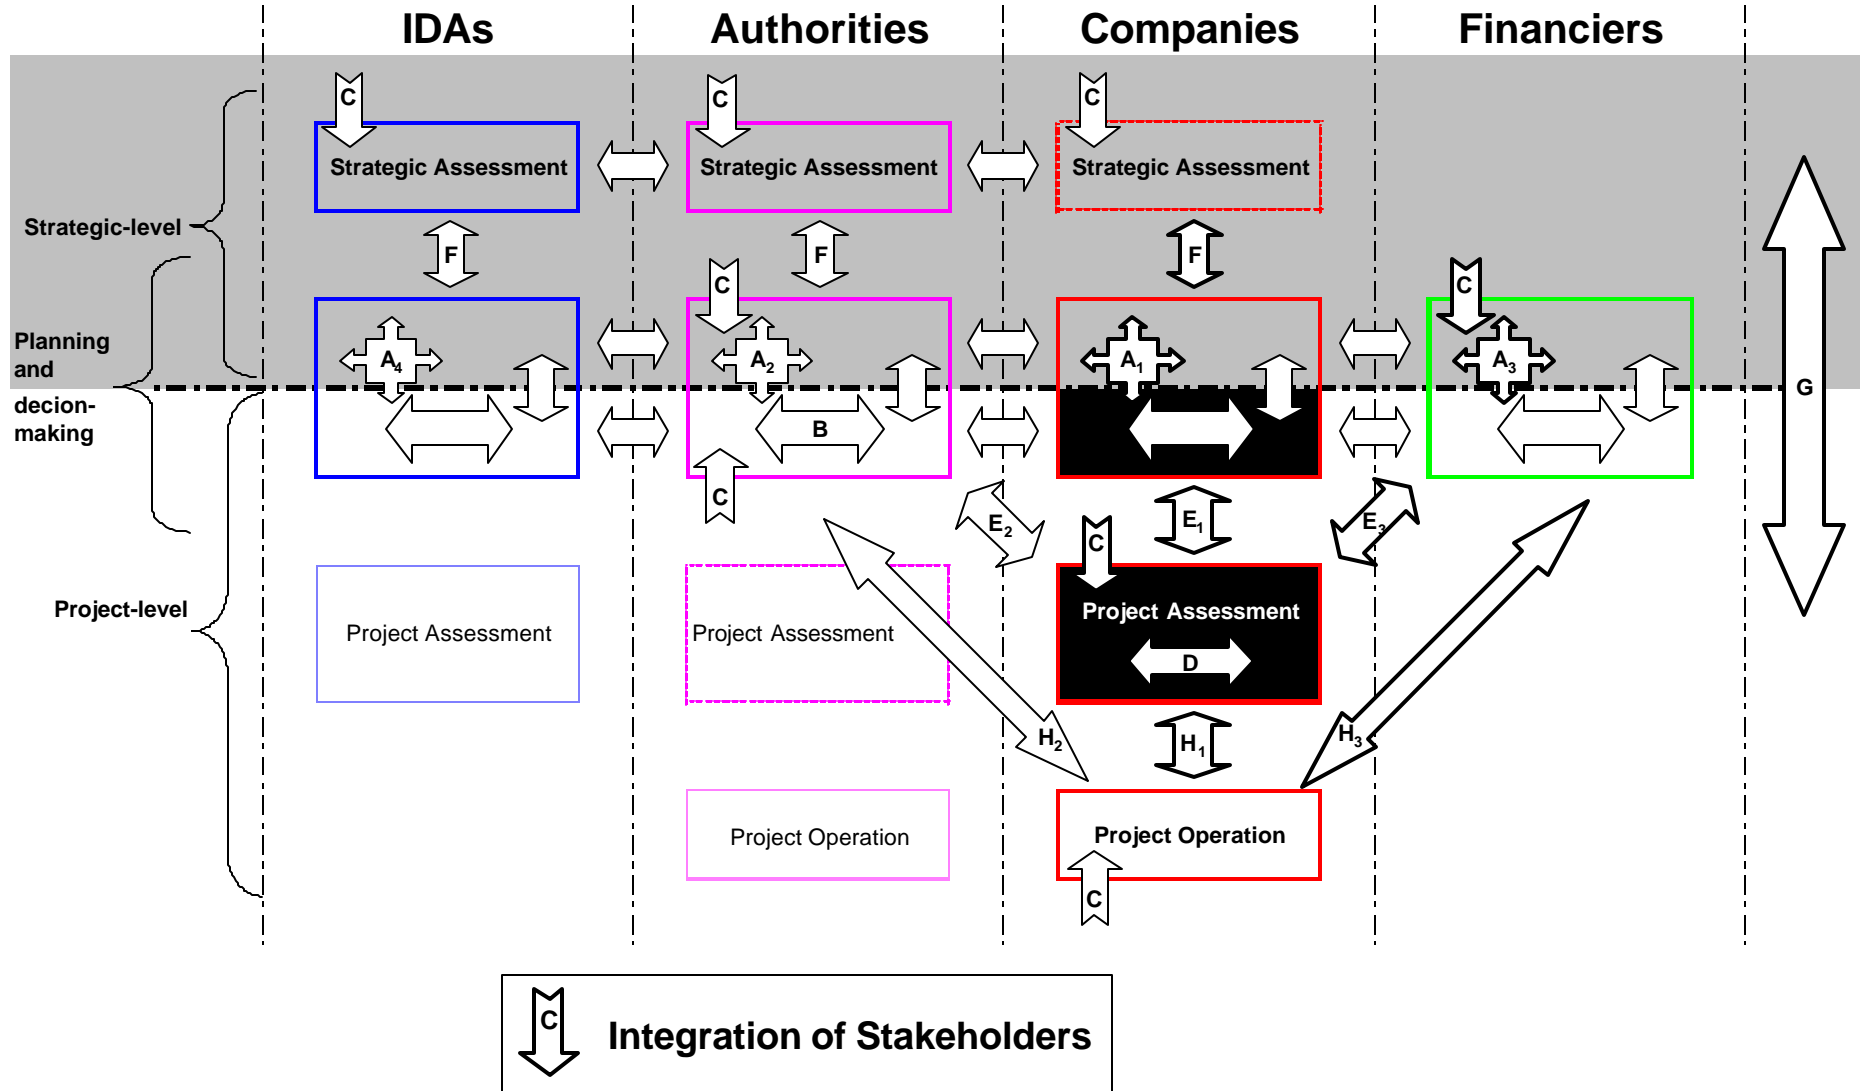 IDAs
Authorities
Companies
Financiers
C
C
C
Strategic Assessment
Strategic Assessment
Strategic Assessment
Strategic-level
F
F
F
C
C
Planning
and
decion-
making
A4
A2
A1
A3
G
B
C
E2
E1
E3
C
Project-level
Project Assessment
Project Assessment
Project Assessment
D
H2
H1
H3
Project Operation
Project Operation
C
C
Integration of Stakeholders